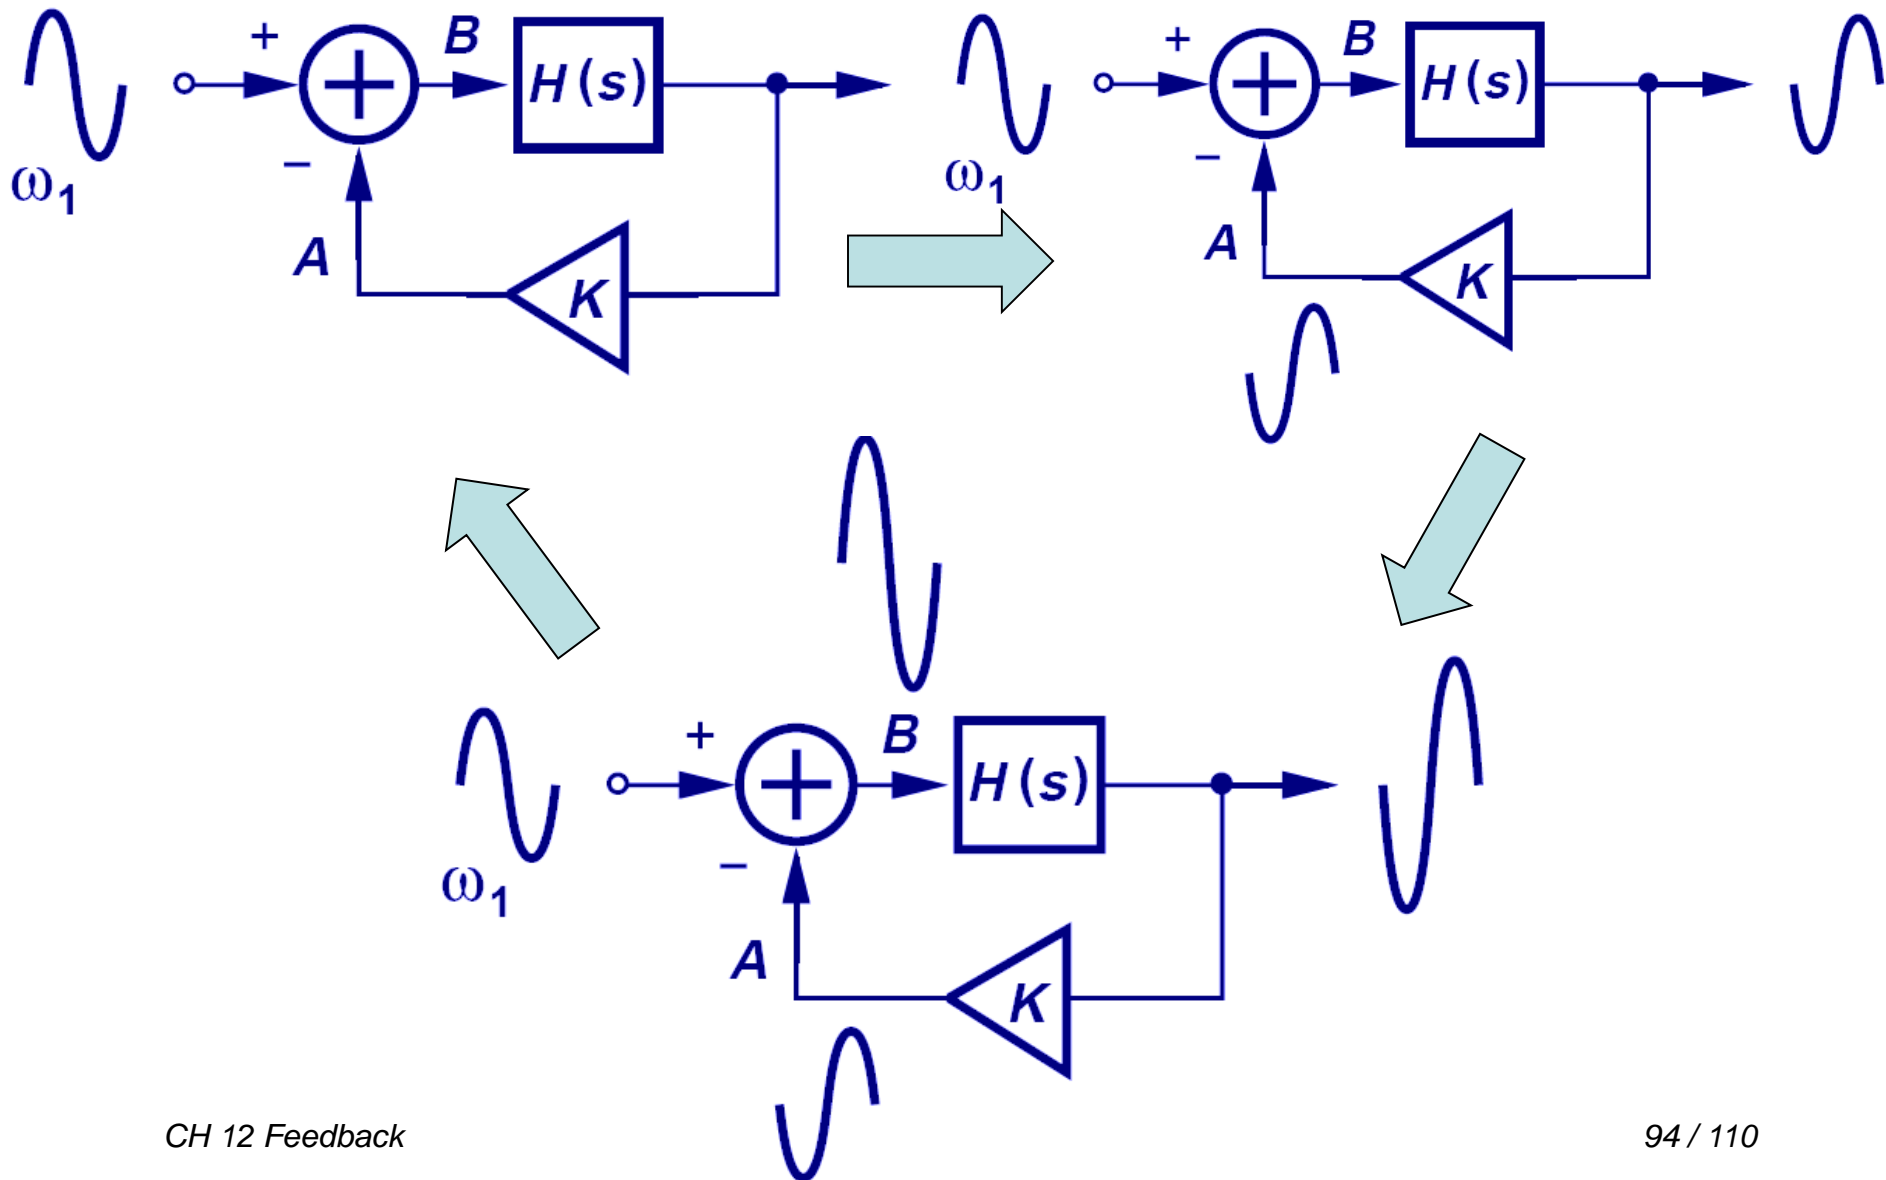 + B H(s)
−
ω1
A
K
+ B H(s)
−
ω1
A
K
+ B H(s)
−
ω1
A
K
CH 12 Feedback 94 / 110